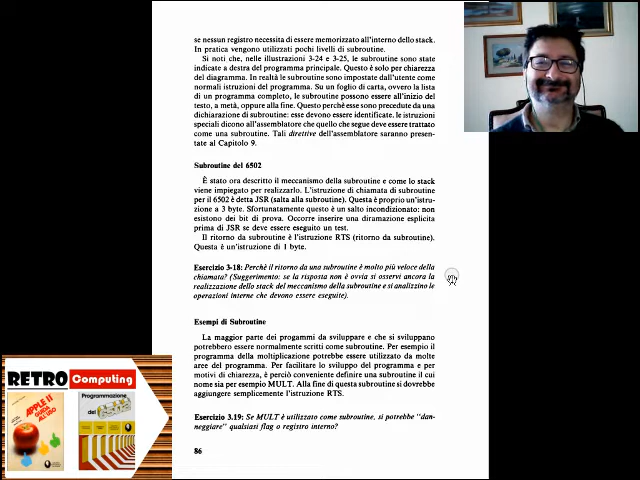 se nessun registro necessita di essere memorizzato all'interno dello stack.
In pratica vengono utilizzati pochi livelli di subroutine.
Si noti che, nelle illustrazioni 3-24 e 3-25, le subroutine sono state
indicate a destra del programma principale. Questo è solo per chiarezza
del diagramma. In realtà le subroutine sono impostate dall'utente come
normali istruzioni del programma. Su un foglio di carta, ovvero la lista
di un programma completo, le subroutine possono essere all'inizio del
testo, a metà, oppure alla fine. Questo perchè esse sono precedute da una
dichiarazione di subroutine: esse devono essere identificate. le istruzioni
speciali dicono all'assemblatore che quello che segue deve essere trattato
come una subroutine. Tali direttive dell'assemblatore saranno presen-
tate al Capitolo 9.
Subroutine del 6502
È stato ora descritto il meccanismo della subroutine e come lo stack
viene impiegato per realizzarlo. L'istruzione di chiamata di subroutine
per il 6502 è detta JSR (salta alla subroutine). Questa è proprio un'istru-
zione a 3 byte. Sfortunatamente questo è un salto incondizionato: non
esistono dei bit di prova. Occorre inserire una diramazione esplicita
prima di JSR se deve essere eseguito un test.
Il ritorno da subroutine è l'istruzione RTS (ritorno da subroutine).
Questa è un'istruzione di 1 byte.
Esercizio 3-18: Perchè il ritorno da una subroutine è molto più veloce della
chiamata? (Suggerimento: se la risposta non è ovvia si osservi ancora la
realizzazione dello stack del meccanismo della subroutine e si analizzino le
operazioni interne che devono essere eseguite).
Esempi di Subroutine
La maggior parte dei progammi da sviluppare e che si sviluppano
potrebbero essere normalmente scritti come subroutine. Per esempio il
programma della moltiplicazione potrebbe essere utilizzato da molte
aree del programma. Per facilitare lo sviluppo del programma e per
motivi di chiarezza, è perciò conveniente definire una subroutine il cui
nome sia per esempio MULT. Alla fine di questa subroutine si dovrebbe
aggiungere semplicemente l'istruzione RTS.
Esercizio 3.19: Se MULT è utilizzato come subroutine, si potrebbe "dan-
neggiare" qualsiasi flag o registro interno?
86
RETRO Computing
APPLE II
GUIDA
ALL'USO
Programmazione
del 6502